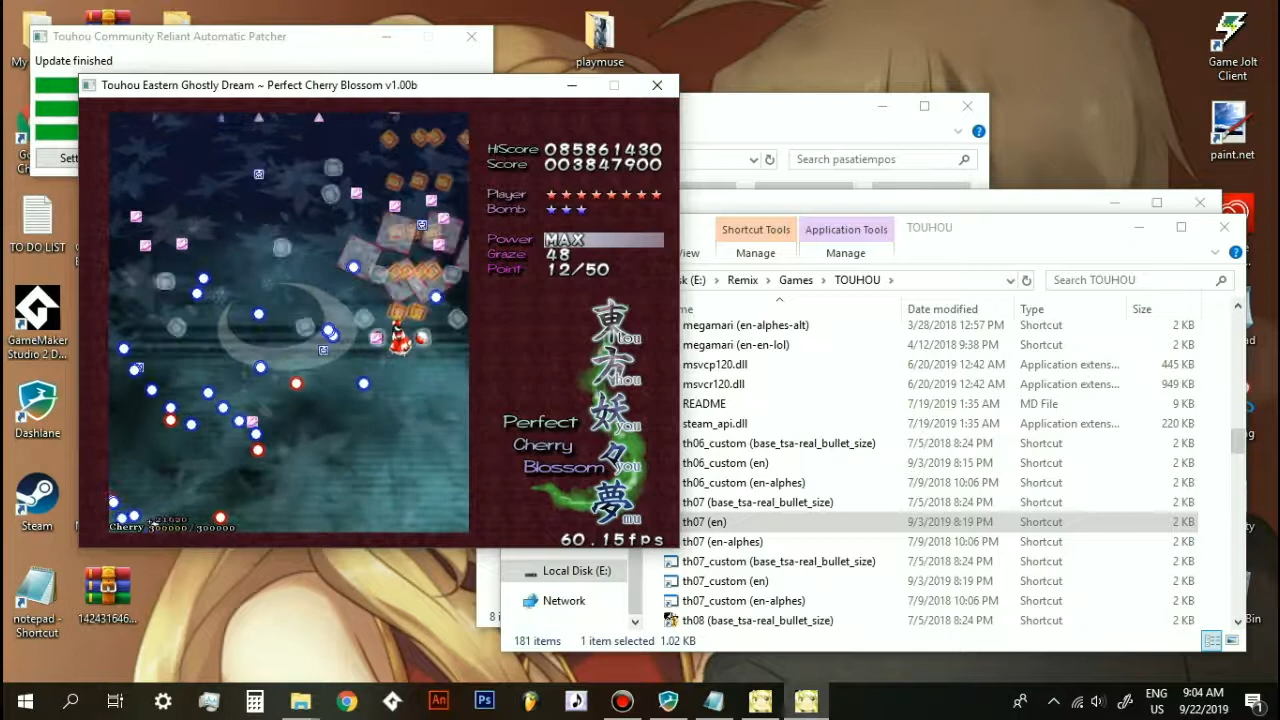 My
playmuse
Game Jolt
Client
paint.net
TO DO LIST
GameMaker
Studio 2 D...
Dashlane
Steam
notepad -
Shortcut
142431646...
Bin
Touhou Community Reliant Automatic Patcher
Update finished
Sett
Touhou Eastern Ghostly Dream ~ Perfect Cherry Blossom v1.00b
HiScore 085861430
Score 003847900
Player
Bomb
Power MAX
Graze 48
Point 12/50
東 tou
方 hou
妖 you
々 you
夢 mu
Perfect
Cherry
Blossom
Cherry +21620
300000 / 300000
60.15fps
Search pasatiempos
Shortcut Tools Application Tools TOUHOU
View Manage Manage
sk (E:) Remix Games TOUHOU Search TOUHOU
me Date modified Type Size
megamari (en-alphes-alt) 3/28/2018 12:57 PM Shortcut 2 KB
megamari (en-en-lol) 4/12/2018 9:38 PM Shortcut 2 KB
msvcp120.dll 6/20/2019 12:42 AM Application extens... 445 KB
msvcr120.dll 6/20/2019 12:42 AM Application extens... 949 KB
README 7/19/2019 1:35 AM MD File 9 KB
steam_api.dll 7/19/2019 1:35 AM Application extens... 220 KB
th06_custom (base_tsa-real_bullet_size) 7/5/2018 8:24 PM Shortcut 2 KB
th06_custom (en) 9/3/2019 8:15 PM Shortcut 2 KB
th06_custom (en-alphes) 7/9/2018 10:06 PM Shortcut 2 KB
th07 (base_tsa-real_bullet_size) 7/5/2018 8:24 PM Shortcut 2 KB
th07 (en) 9/3/2019 8:19 PM Shortcut 2 KB
th07 (en-alphes) 7/9/2018 10:06 PM Shortcut 2 KB
th07_custom (base_tsa-real_bullet_size) 7/5/2018 8:24 PM Shortcut 2 KB
th07_custom (en) 9/3/2019 8:19 PM Shortcut 2 KB
th07_custom (en-alphes) 7/9/2018 10:06 PM Shortcut 2 KB
th08 (base_tsa-real_bullet_size) 7/5/2018 8:24 PM Shortcut 2 KB
Local Disk (E:)
Network
8 i
181 items 1 item selected 1.02 KB
An
Ps
ENG
US
9:04 AM
9/22/2019
1